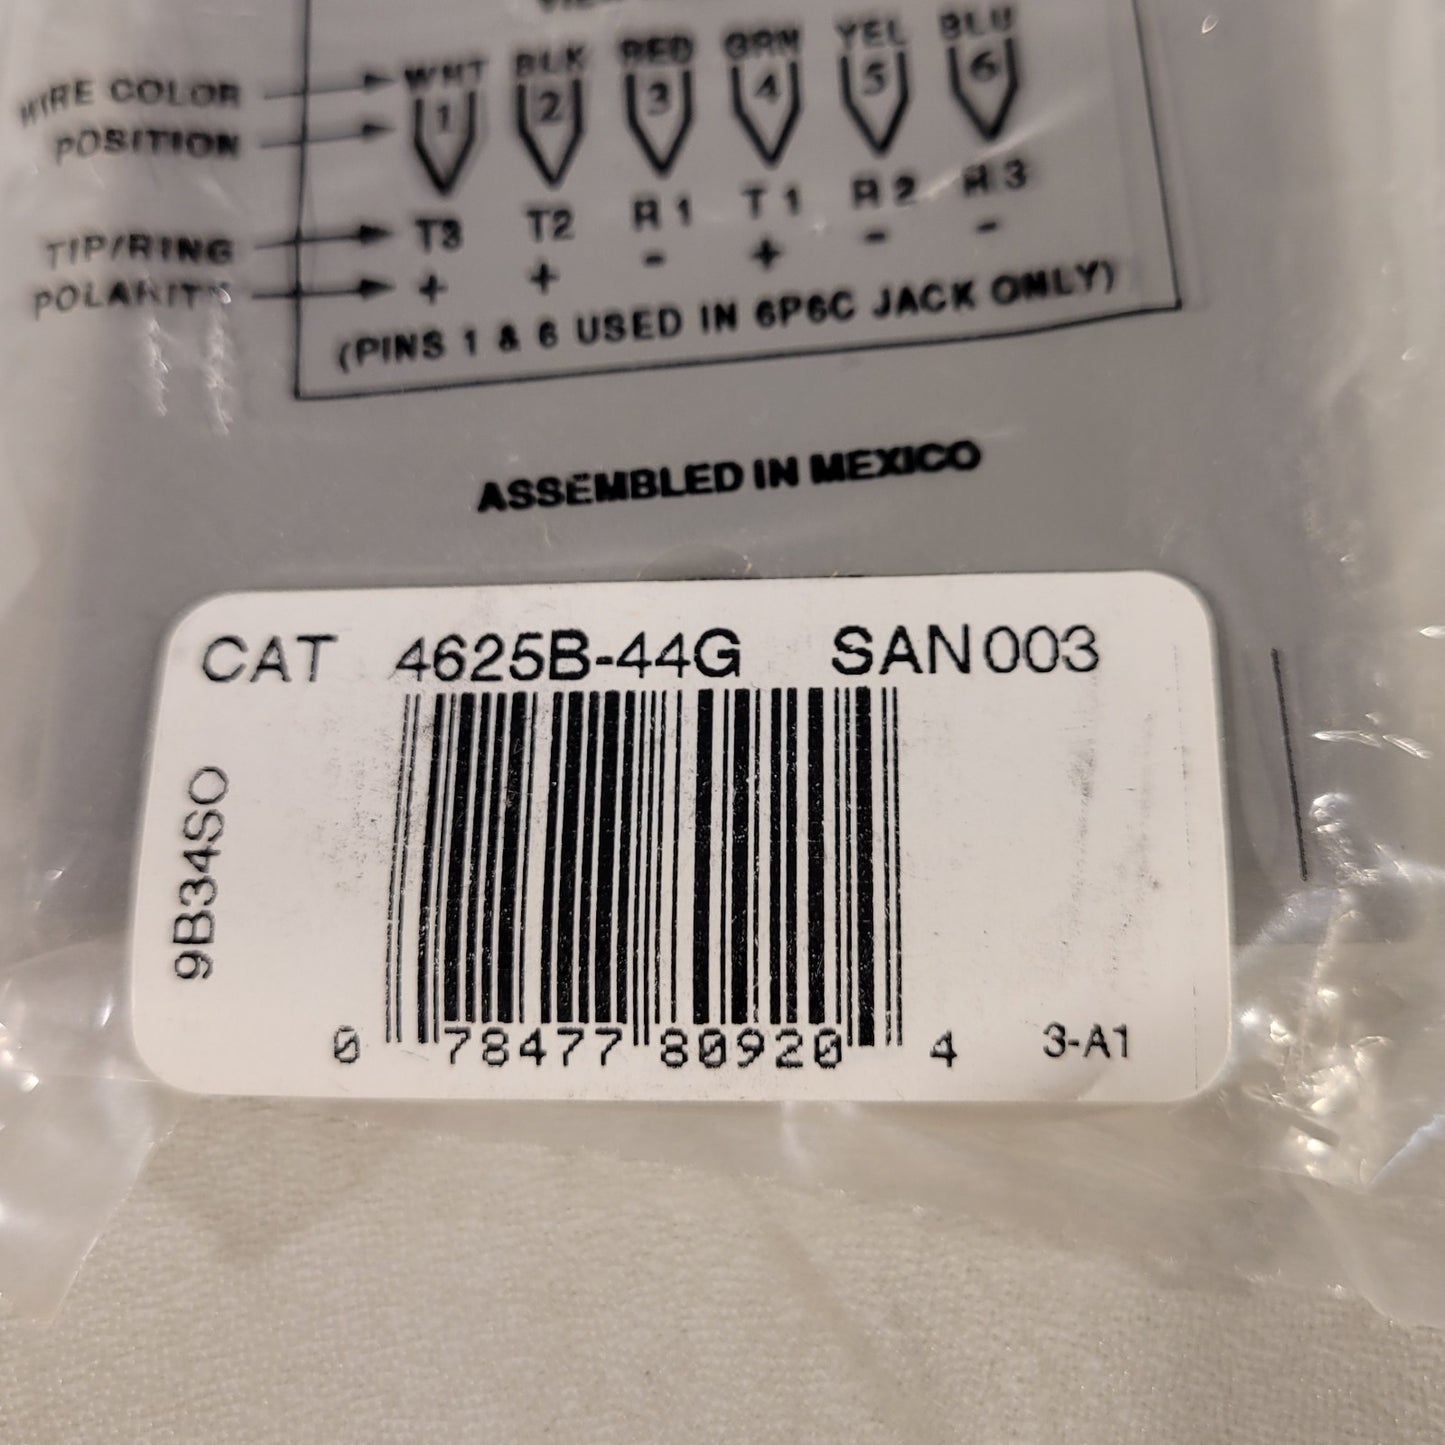 WIRE COLOR WHT BLK RED GRN YEL BLU
POSITION 1 2 3 4 5 6
TIP/RING T3 T2 R1 T1 R2 R3
POLARITY + + - + - -
(PINS 1 & 6 USED IN 6P6C JACK ONLY)
ASSEMBLED IN MEXICO
CAT 4625B-44G SAN003
9B34SO
0 78477 80920 4 3-A1